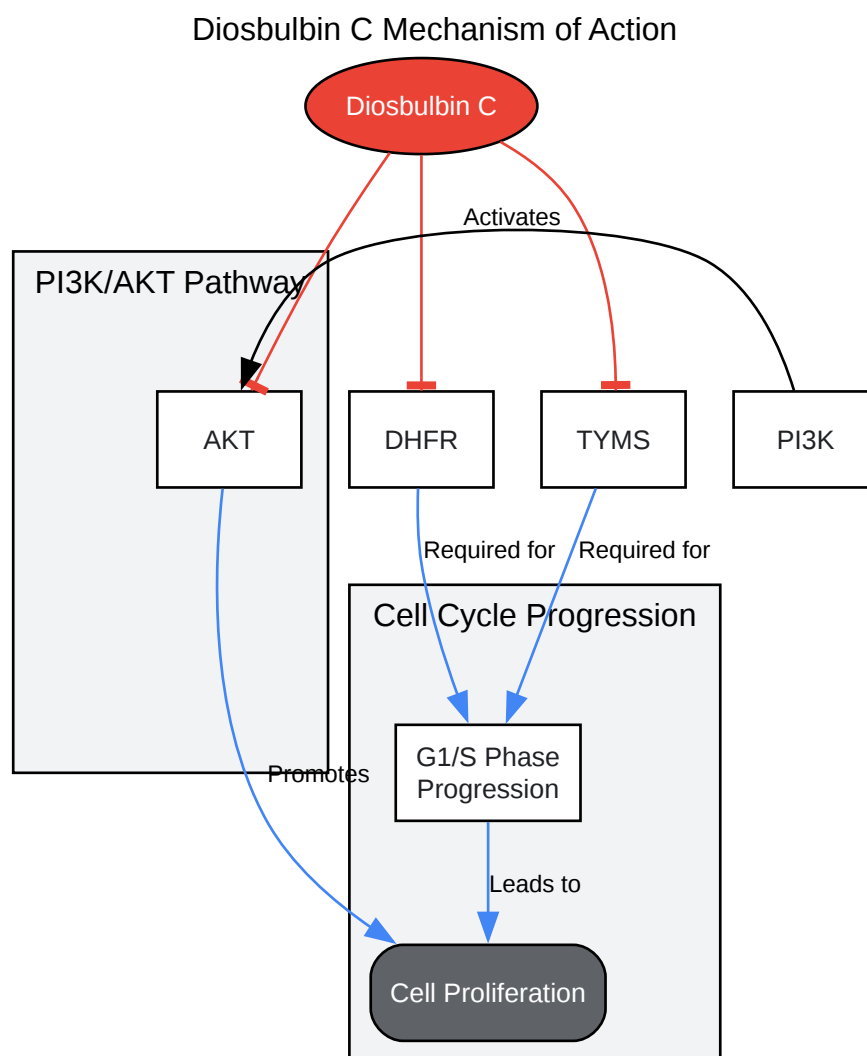 Diosbulbin C Mechanism of Action
Diosbulbin C
Activates
PI3K/AKT Pathway
AKT
DHFR
TYMS
PI3K
Required for
Required for
Cell Cycle Progression
G1/S Phase
Progression
Promotes
Leads to
Cell Proliferation